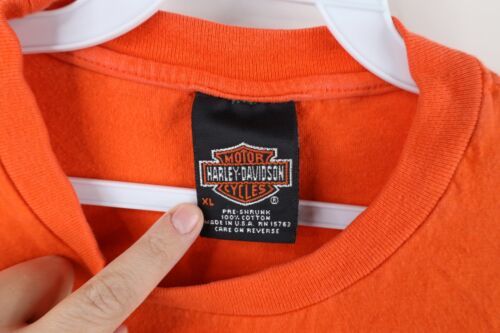 MOTOR
HARLEY-DAVIDSON
CYCLES
®
XL
PRE-SHRUNK
100% COTTON
MADE IN U.S.A. RN 15763
CARE ON REVERSE